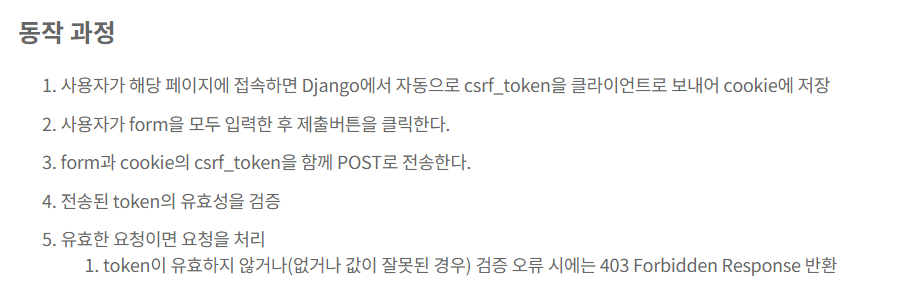 동작 과정
1. 사용자가 해당 페이지에 접속하면 Django에서 자동으로 csrf_token을 클라이언트로 보내어 cookie에 저장
2. 사용자가 form을 모두 입력한 후 제출버튼을 클릭한다.
3. form과 cookie의 csrf_token을 함께 POST로 전송한다.
4. 전송된 token의 유효성을 검증
5. 유효한 요청이면 요청을 처리
1. token이 유효하지 않거나(없거나 값이 잘못된 경우) 검증 오류 시에는 403 Forbidden Response 반환